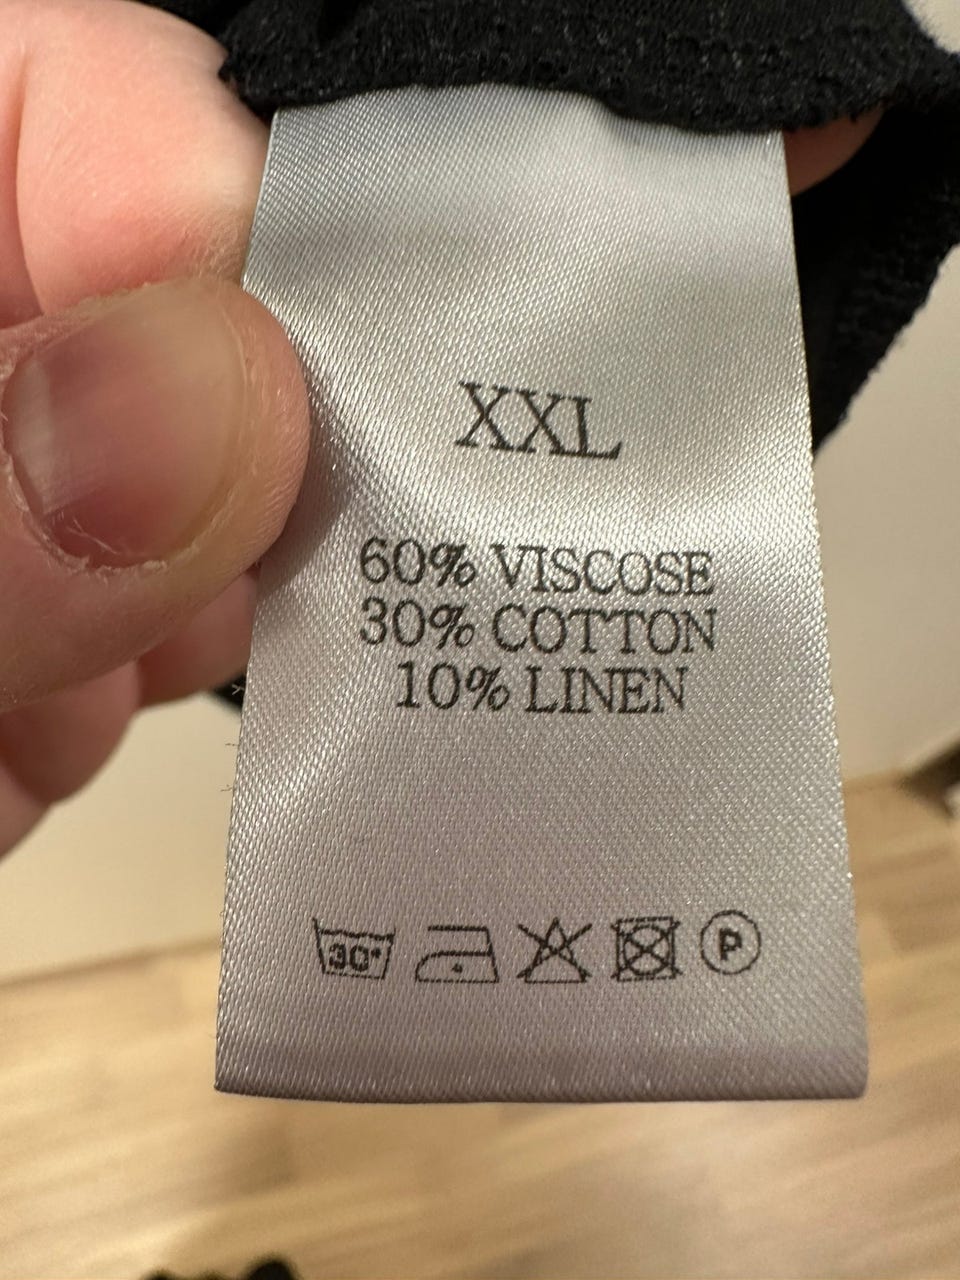 XXL
60% VISCOSE
30% COTTON
10% LINEN
30° P